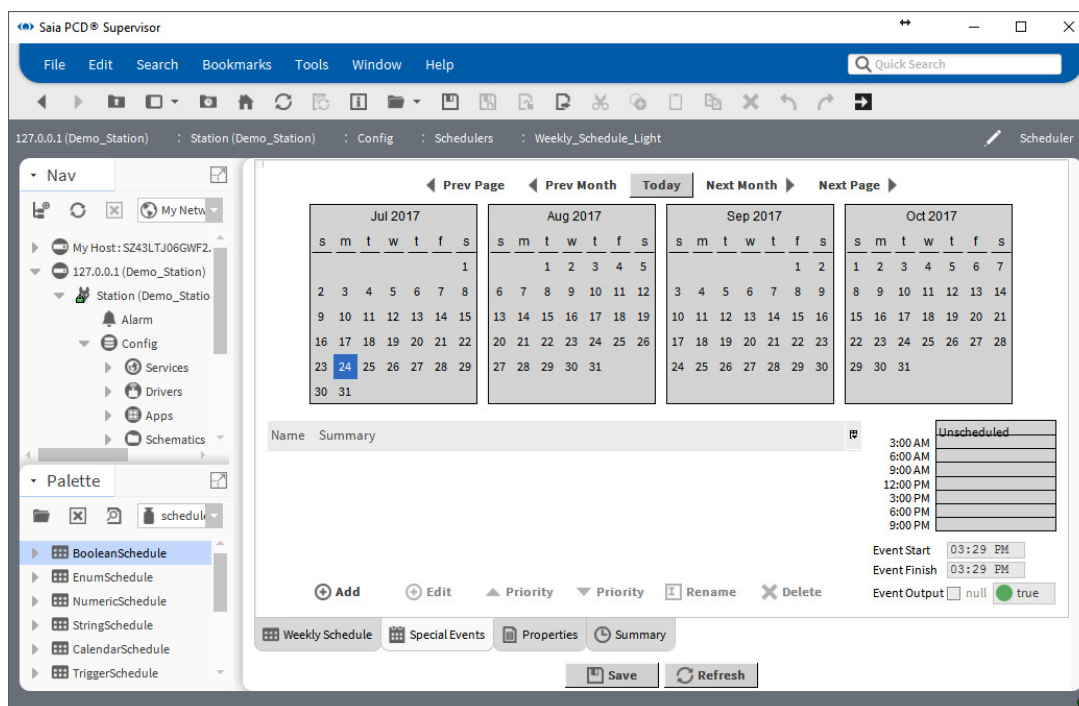 Saia PCD® Supervisor
File Edit Search Bookmarks Tools Window Help
Quick Search
127.0.0.1 (Demo_Station) : Station (Demo_Station) : Config : Schedulers : Weekly_Schedule_Light Scheduler
Nav
My Netw
My Host : SZ43LTJ06GWF2.
127.0.0.1 (Demo_Station)
Station (Demo_Statio
Alarm
Config
Services
Drivers
Apps
Schematics
Palette
schedule
BooleanSchedule
EnumSchedule
NumericSchedule
StringSchedule
CalendarSchedule
TriggerSchedule
Prev Page Prev Month Today Next Month Next Page
Jul 2017
s m t w t f s
1
2 3 4 5 6 7 8
9 10 11 12 13 14 15
16 17 18 19 20 21 22
23 24 25 26 27 28 29
30 31
Aug 2017
s m t w t f s
1 2 3 4 5
6 7 8 9 10 11 12
13 14 15 16 17 18 19
20 21 22 23 24 25 26
27 28 29 30 31
Sep 2017
s m t w t f s
1 2
3 4 5 6 7 8 9
10 11 12 13 14 15 16
17 18 19 20 21 22 23
24 25 26 27 28 29 30
Oct 2017
s m t w t f s
1 2 3 4 5 6 7
8 9 10 11 12 13 14
15 16 17 18 19 20 21
22 23 24 25 26 27 28
29 30 31
Name Summary
Unscheduled
3:00 AM
6:00 AM
9:00 AM
12:00 PM
3:00 PM
6:00 PM
9:00 PM
Event Start 03:29 PM
Event Finish 03:29 PM
Event Output null true
Add Edit Priority Priority Rename Delete
Weekly Schedule Special Events Properties Summary
Save Refresh